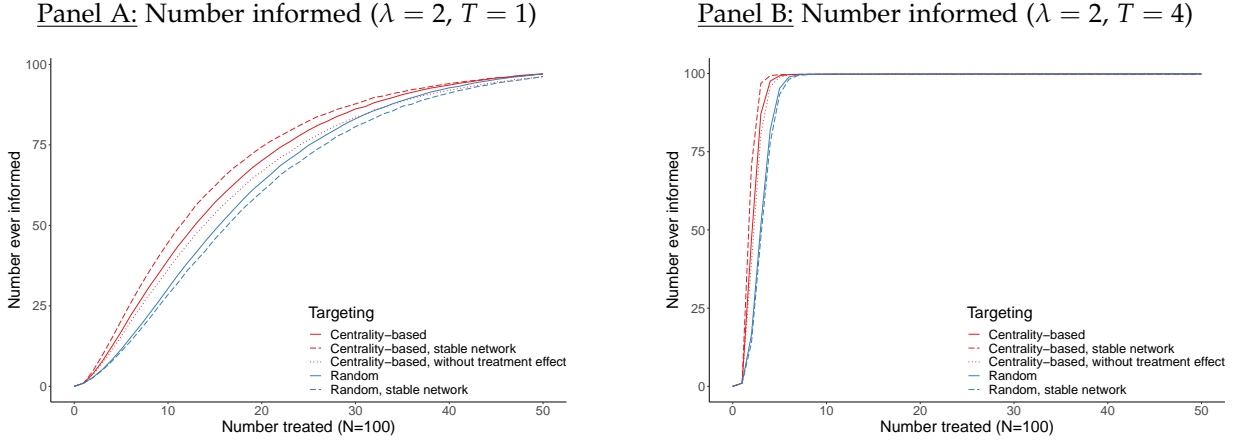 Panel A: Number informed (λ = 2, T = 1)
Number ever informed
100
75
50
25
0
Targeting
Centrality−based
Centrality−based, stable network
Centrality−based, without treatment effect
Random
Random, stable network
0 10 20 30 40 50
Number treated (N=100)
Panel B: Number informed (λ = 2, T = 4)
Number ever informed
100
75
50
25
0
Targeting
Centrality−based
Centrality−based, stable network
Centrality−based, without treatment effect
Random
Random, stable network
0 10 20 30 40 50
Number treated (N=100)